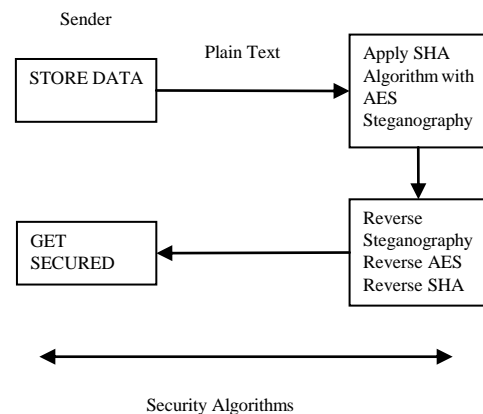 Sender
STORE DATA
Plain Text
Apply SHA
Algorithm with
AES
Steganography
GET
SECURED
Reverse
Steganography
Reverse AES
Reverse SHA
Security Algorithms